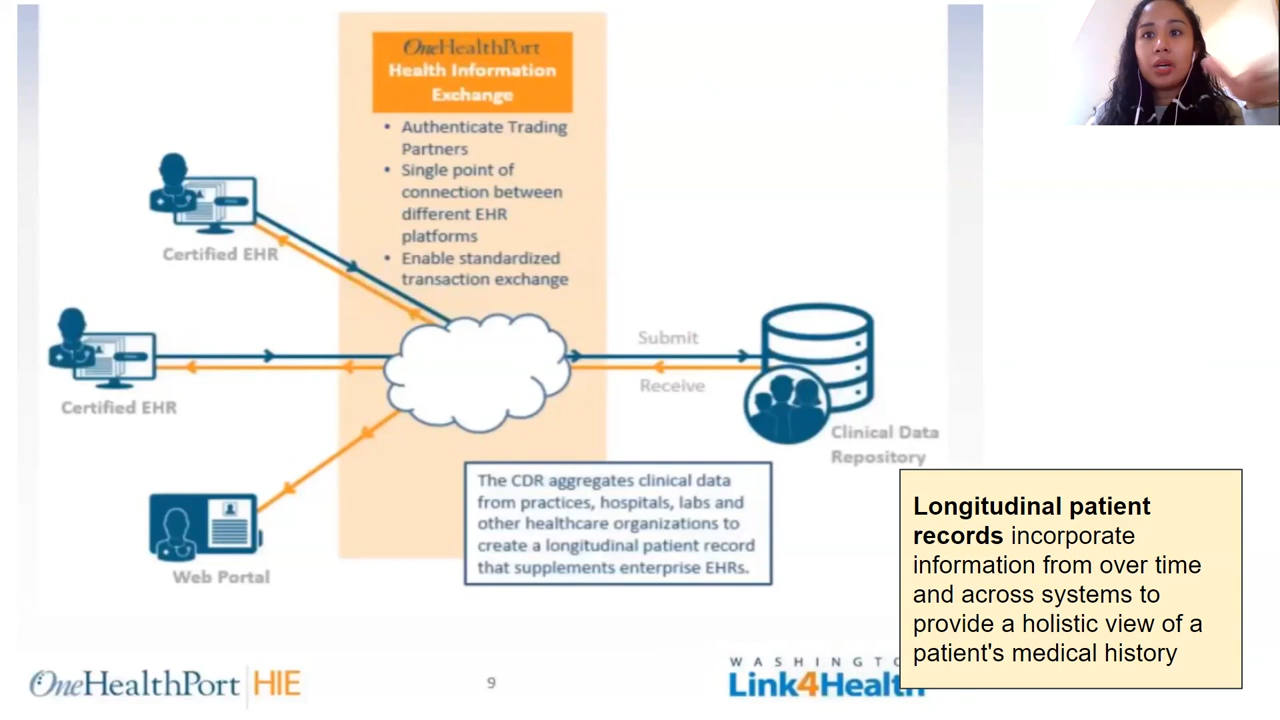 OneHealthPort
Health Information
Exchange
• Authenticate Trading
Partners
• Single point of
connection between
different EHR
platforms
• Enable standardized
transaction exchange
Certified EHR
Certified EHR
Web Portal
Submit
Receive
Clinical Data
Repository
The CDR aggregates clinical data
from practices, hospitals, labs and
other healthcare organizations to
create a longitudinal patient record
that supplements enterprise EHRs.
Longitudinal patient
records incorporate
information from over time
and across systems to
provide a holistic view of a
patient's medical history
OneHealthPort HIE
9
WASHINGTO
Link4Health